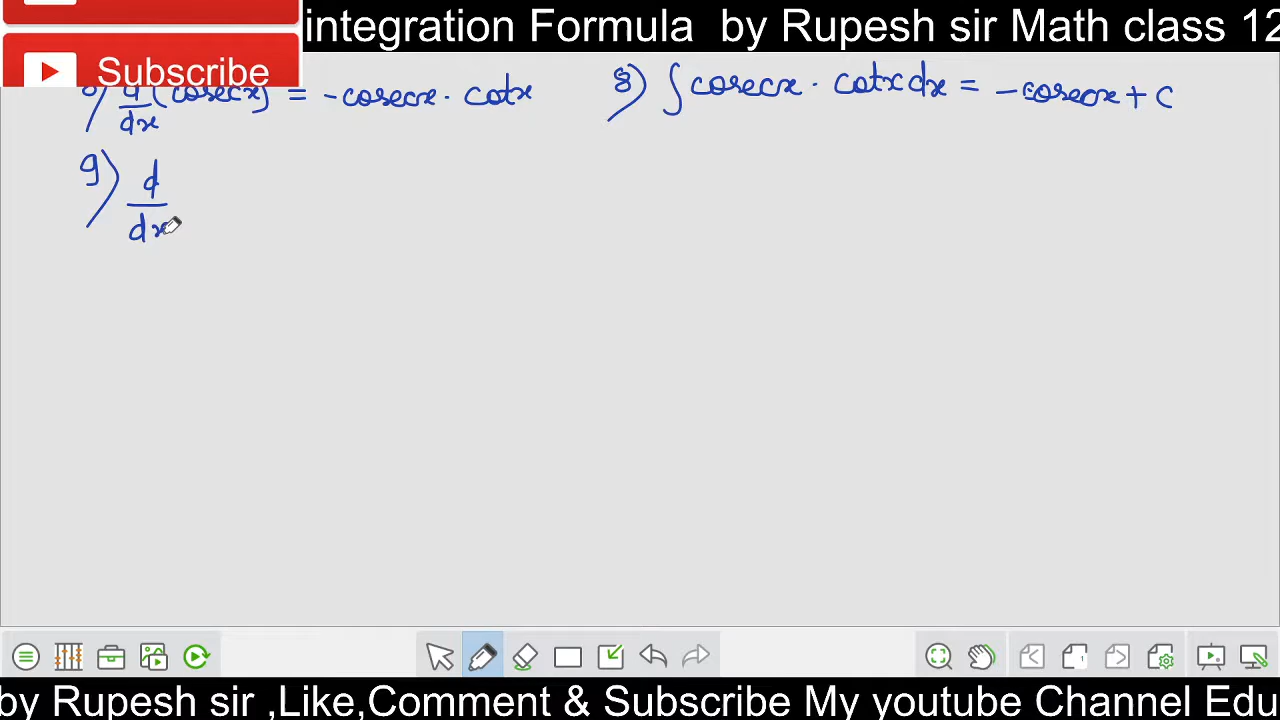 integration Formula by Rupesh sir Math class 12
Subscribe
8) d/dx (cosecx) = -cosecx · cotx
8) ∫ cosecx · cotx dx = -cosecx + c
9) d/dx
by Rupesh sir ,Like,Comment & Subscribe My youtube Channel Edu